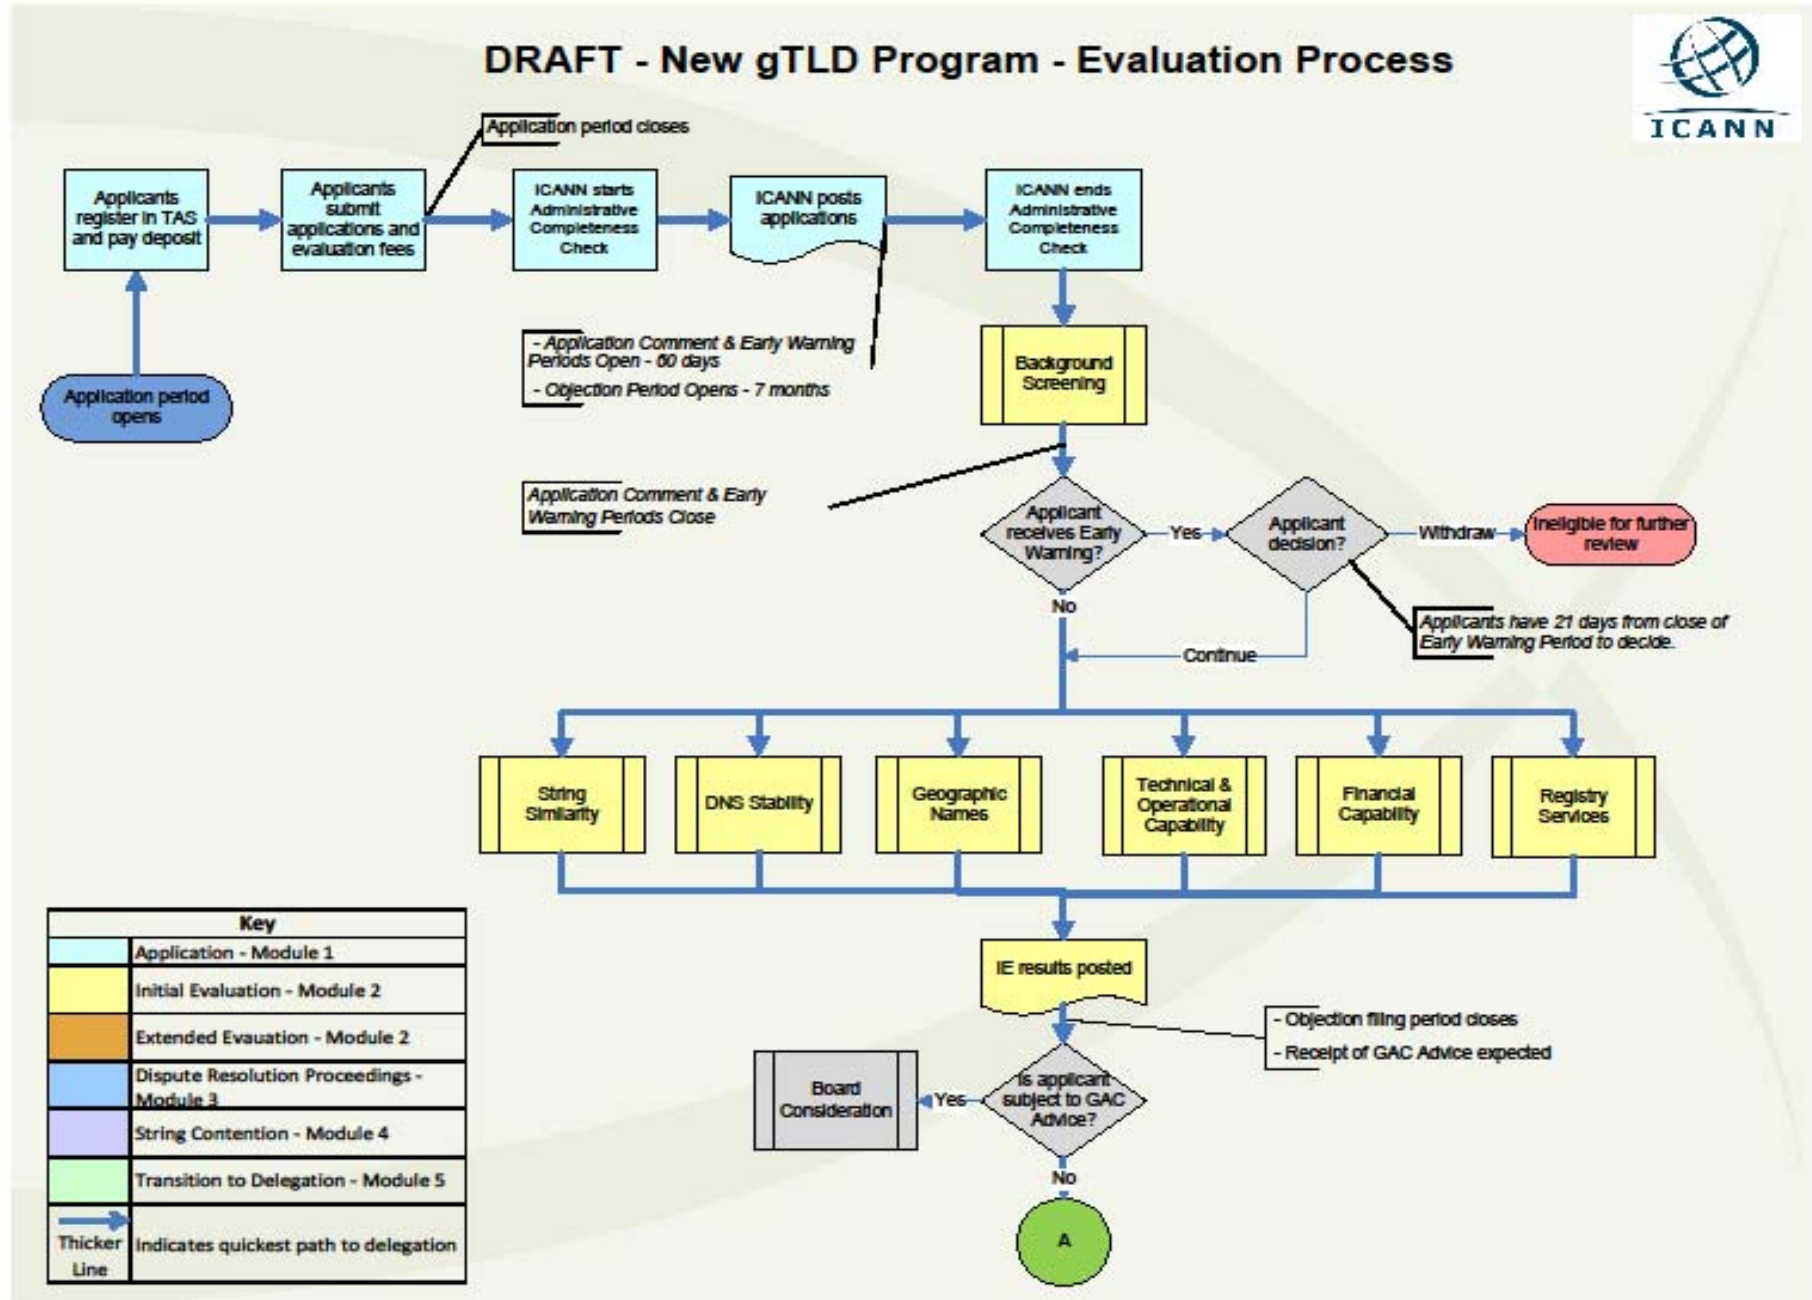 DRAFT - New gTLD Program - Evaluation Process
ICANN
Application period closes
Applicants
register in TAS
and pay deposit
Applicants
submit
applications and
evaluation fees
ICANN starts
Administrative
Completeness
Check
ICANN posts
applications
ICANN ends
Administrative
Completeness
Check
Application period
opens
- Application Comment & Early Warning
Periods Open - 60 days
- Objection Period Opens - 7 months
Background
Screening
Application Comment & Early
Warning Periods Close
Applicant
receives Early
Warning?
Yes
Applicant
decision?
Withdraw
Ineligible for further
review
No
Applicants have 21 days from close of
Early Warning Period to decide.
Continue
String
Similarity
DNS Stability
Geographic
Names
Technical &
Operational
Capability
Financial
Capability
Registry
Services
IE results posted
- Objection filing period closes
- Receipt of GAC Advice expected
Is applicant
subject to GAC
Advice?
Yes
Board
Consideration
No
A
Key
Application - Module 1
Initial Evaluation - Module 2
Extended Evauation - Module 2
Dispute Resolution Proceedings -
Module 3
String Contention - Module 4
Transition to Delegation - Module 5
Thicker
Line
Indicates quickest path to delegation